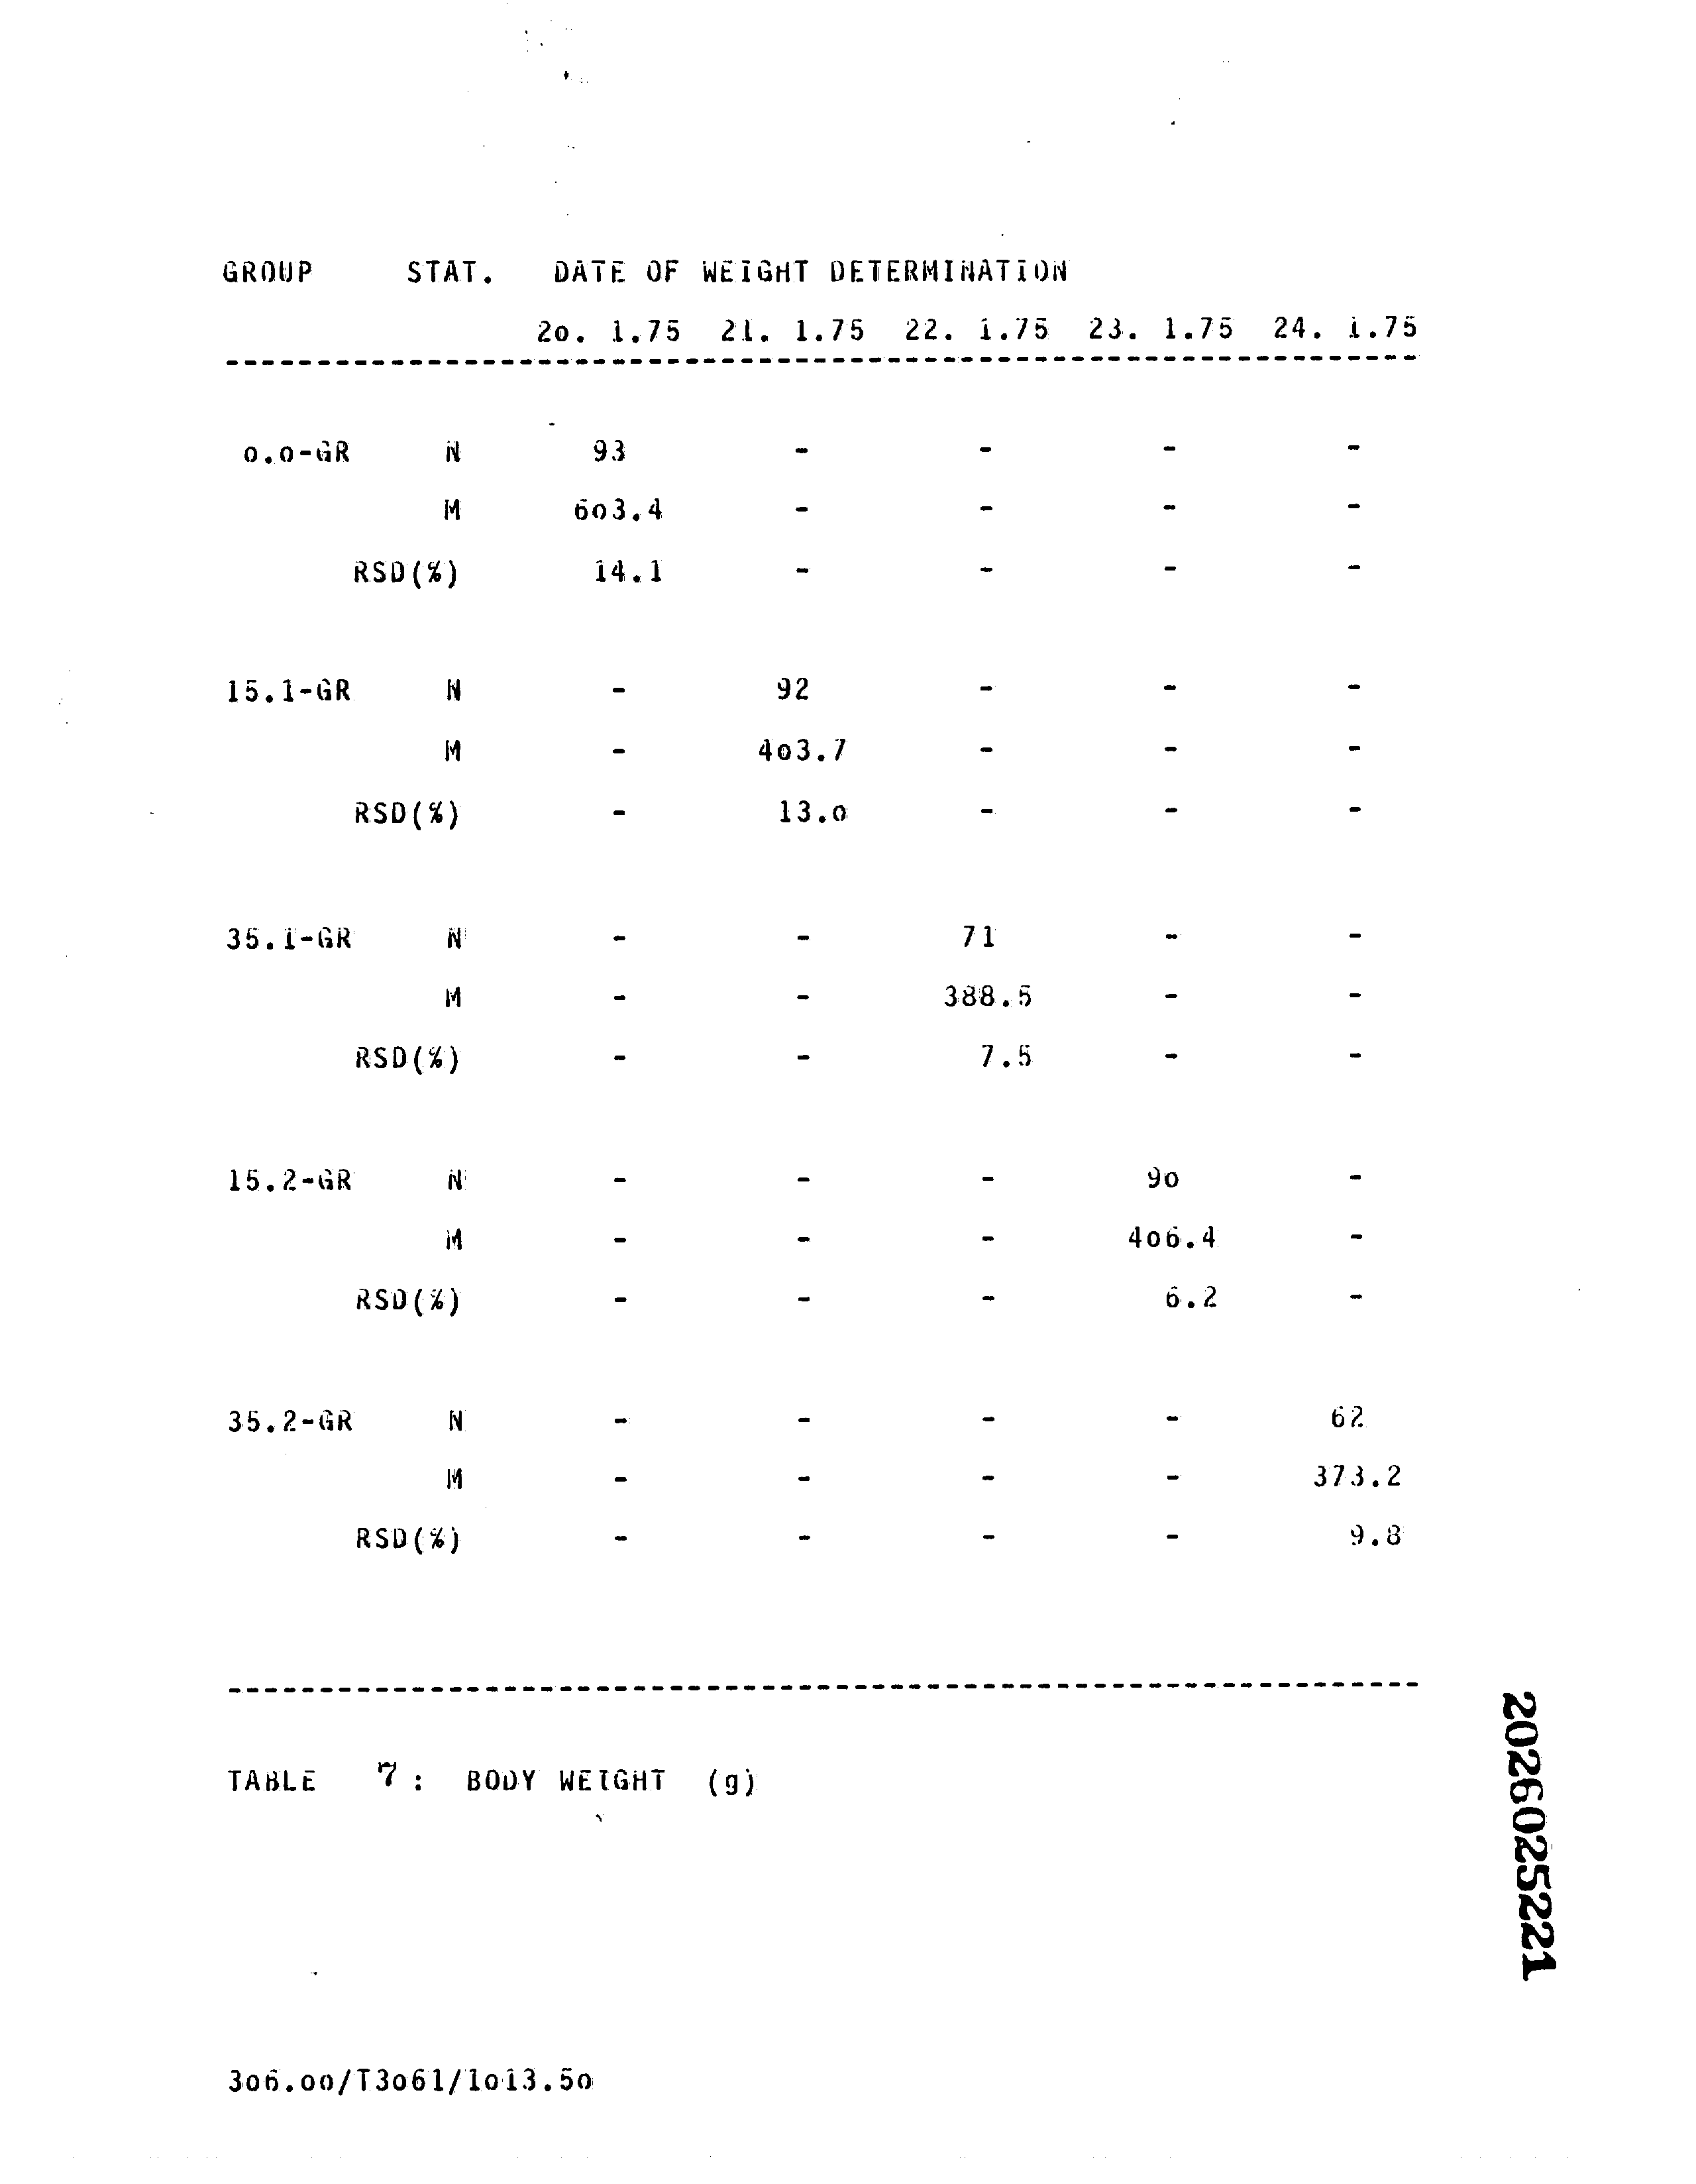 GROUP STAT. DATE OF WEIGHT DETERMINATION
2o. 1.75 21. 1.75 22. 1.75 23. 1.75 24. 1.75
o.o-GR N 93 - - - -
M 6o3.4 - - - -
RSD(%) 14.1 - - - -
15.1-GR N - 92 - - -
M - 4o3.7 - - -
RSD(%) - 13.o - - -
35.1-GR N - - 71 - -
M - - 388.5 - -
RSD(%) - - 7.5 - -
15.2-GR N - - - 9o -
M - - - 4o6.4 -
RSD(%) - - - 6.2 -
35.2-GR N - - - - 62
M - - - - 373.2
RSD(%) - - - - 9.8
TABLE 7: BODY WEIGHT (g)
2026025221
3o6.oo/T3o61/1o13.5o